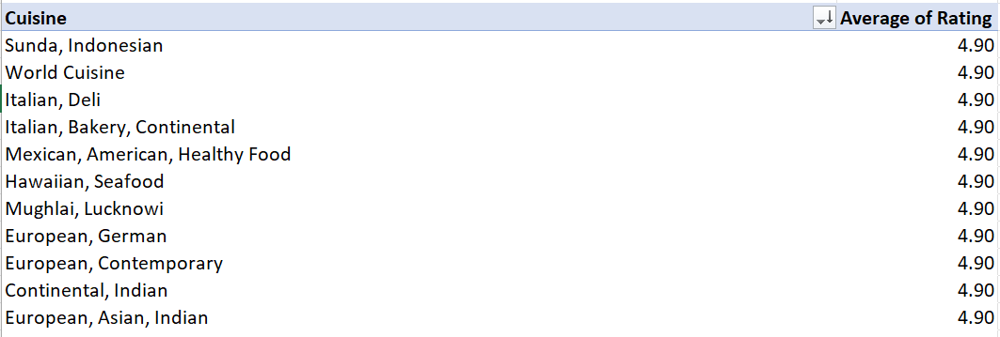 Cuisine Average of Rating
Sunda, Indonesian 4.90
World Cuisine 4.90
Italian, Deli 4.90
Italian, Bakery, Continental 4.90
Mexican, American, Healthy Food 4.90
Hawaiian, Seafood 4.90
Mughlai, Lucknowi 4.90
European, German 4.90
European, Contemporary 4.90
Continental, Indian 4.90
European, Asian, Indian 4.90